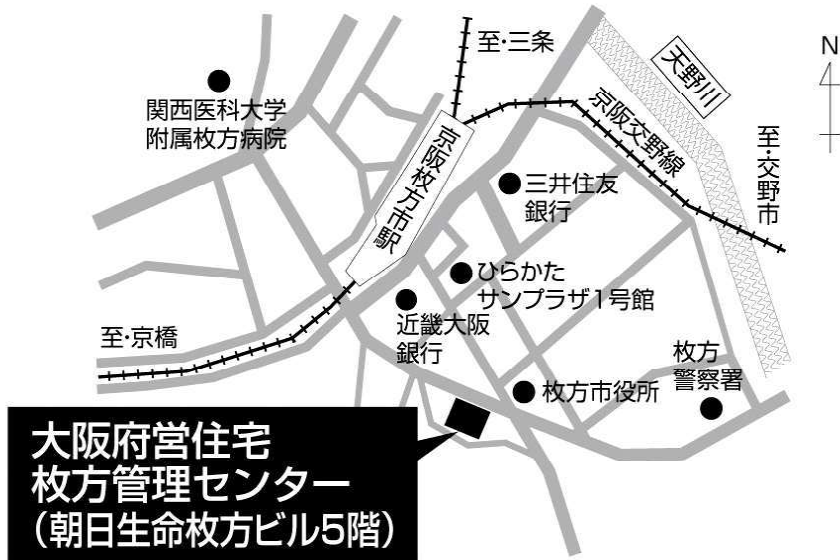 至・三条
天野川
N
関西医科大学
附属枚方病院
京阪枚方市駅
京阪交野線
至・交野市
三井住友
銀行
ひらかた
サンプラザ1号館
近畿大阪
銀行
至・京橋
枚方
警察署
枚方市役所
大阪府営住宅
枚方管理センター
(朝日生命枚方ビル5階)